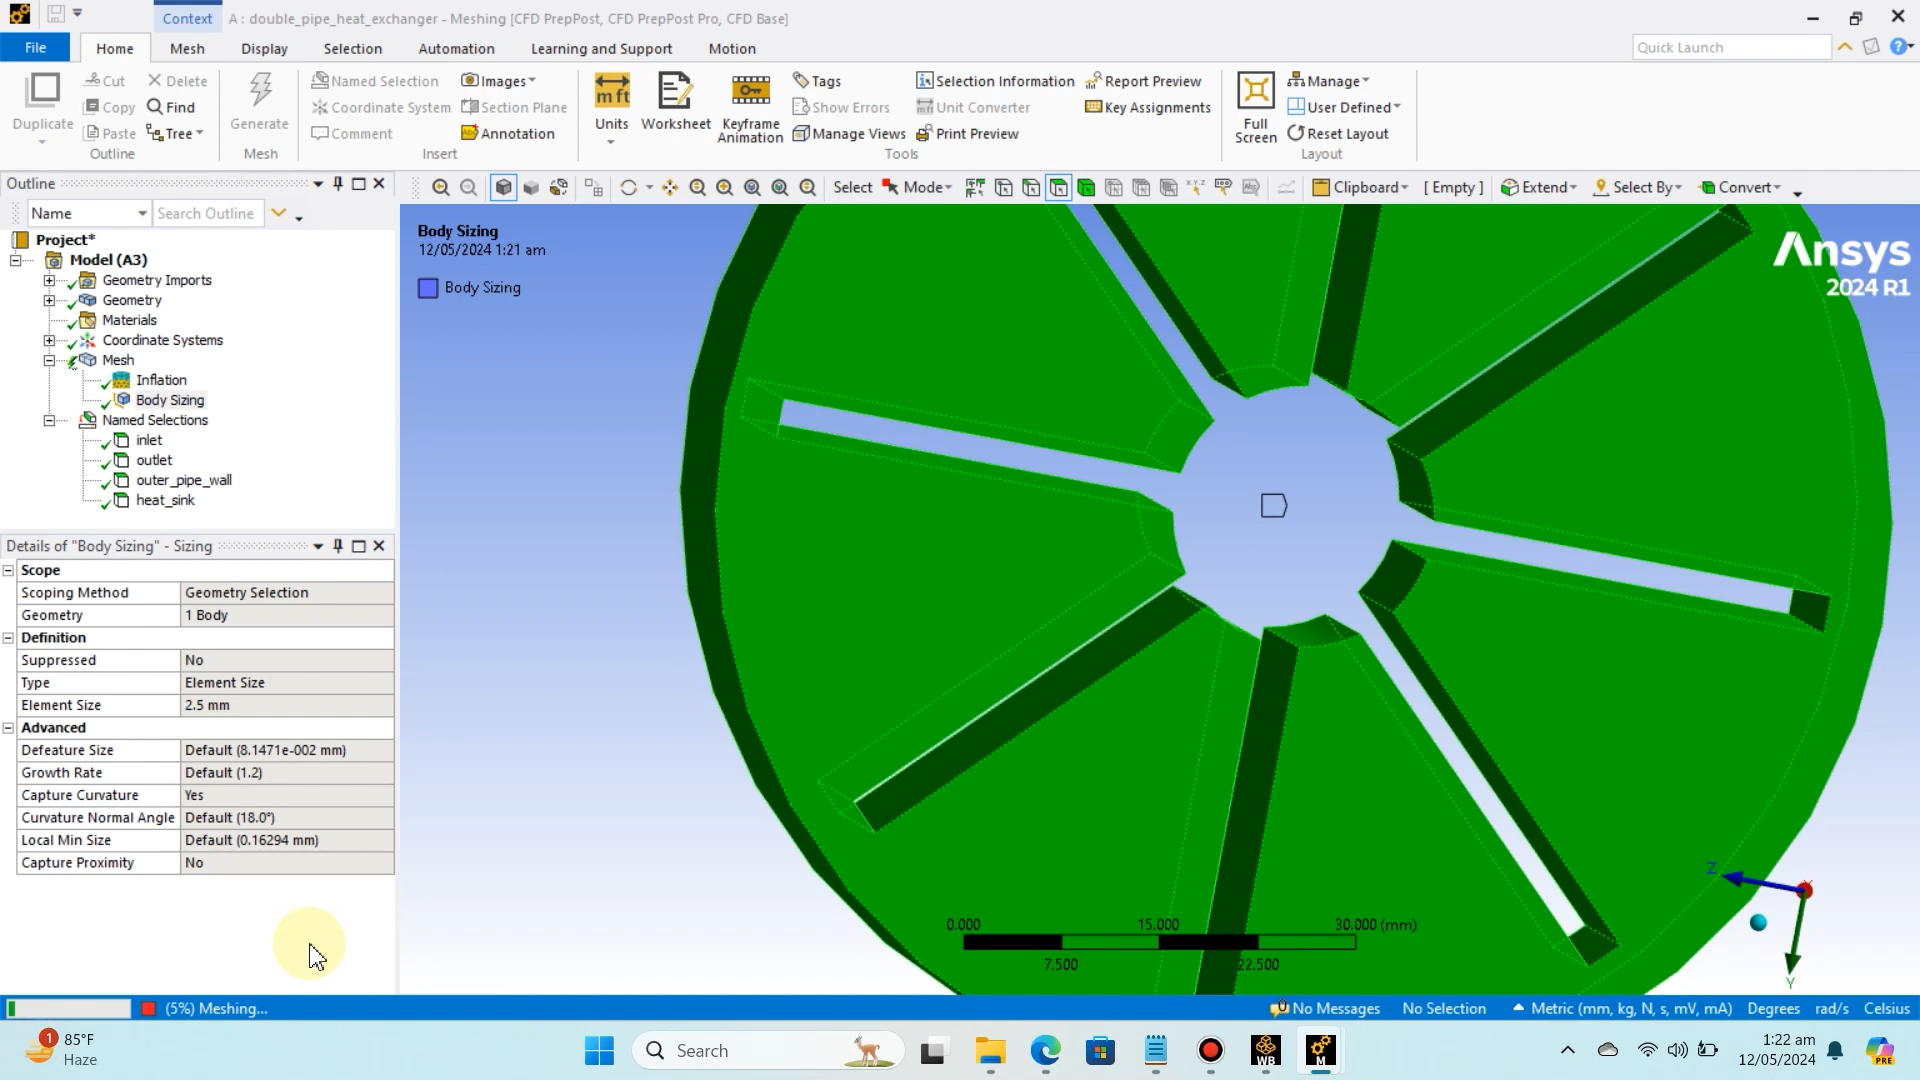 Context
A : double_pipe_heat_exchanger - Meshing [CFD PrepPost, CFD PrepPost Pro, CFD Base]
File
Home
Mesh
Display
Selection
Automation
Learning and Support
Motion
Quick Launch
Duplicate
Cut
Copy
Paste
Delete
Find
Tree
Outline
Generate
Mesh
Named Selection
Coordinate System
Comment
Images
Section Plane
Annotation
Insert
mft
Units
Worksheet
Keyframe
Animation
Tags
Show Errors
Manage Views
Selection Information
Unit Converter
Print Preview
Report Preview
Key Assignments
Tools
Full
Screen
Manage
User Defined
Reset Layout
Layout
Outline
Name
Search Outline
Select
Mode
Clipboard
[ Empty ]
Extend
Select By
Convert
Project*
Model (A3)
Geometry Imports
Geometry
Materials
Coordinate Systems
Mesh
Inflation
Body Sizing
Named Selections
inlet
outlet
outer_pipe_wall
heat_sink
Details of "Body Sizing" - Sizing
Scope
Scoping Method Geometry Selection
Geometry 1 Body
Definition
Suppressed No
Type Element Size
Element Size 2.5 mm
Advanced
Defeature Size Default (8.1471e-002 mm)
Growth Rate Default (1.2)
Capture Curvature Yes
Curvature Normal Angle Default (18.0°)
Local Min Size Default (0.16294 mm)
Capture Proximity No
Body Sizing
12/05/2024 1:21 am
Body Sizing
Ansys
2024 R1
Z
Y
0.000 15.000 30.000 (mm)
7.500 22.500
(5%) Meshing...
No Messages
No Selection
Metric (mm, kg, N, s, mV, mA)
Degrees
rad/s
Celsius
1
85°F
Haze
Search
WB
M
1:22 am
12/05/2024
PRE